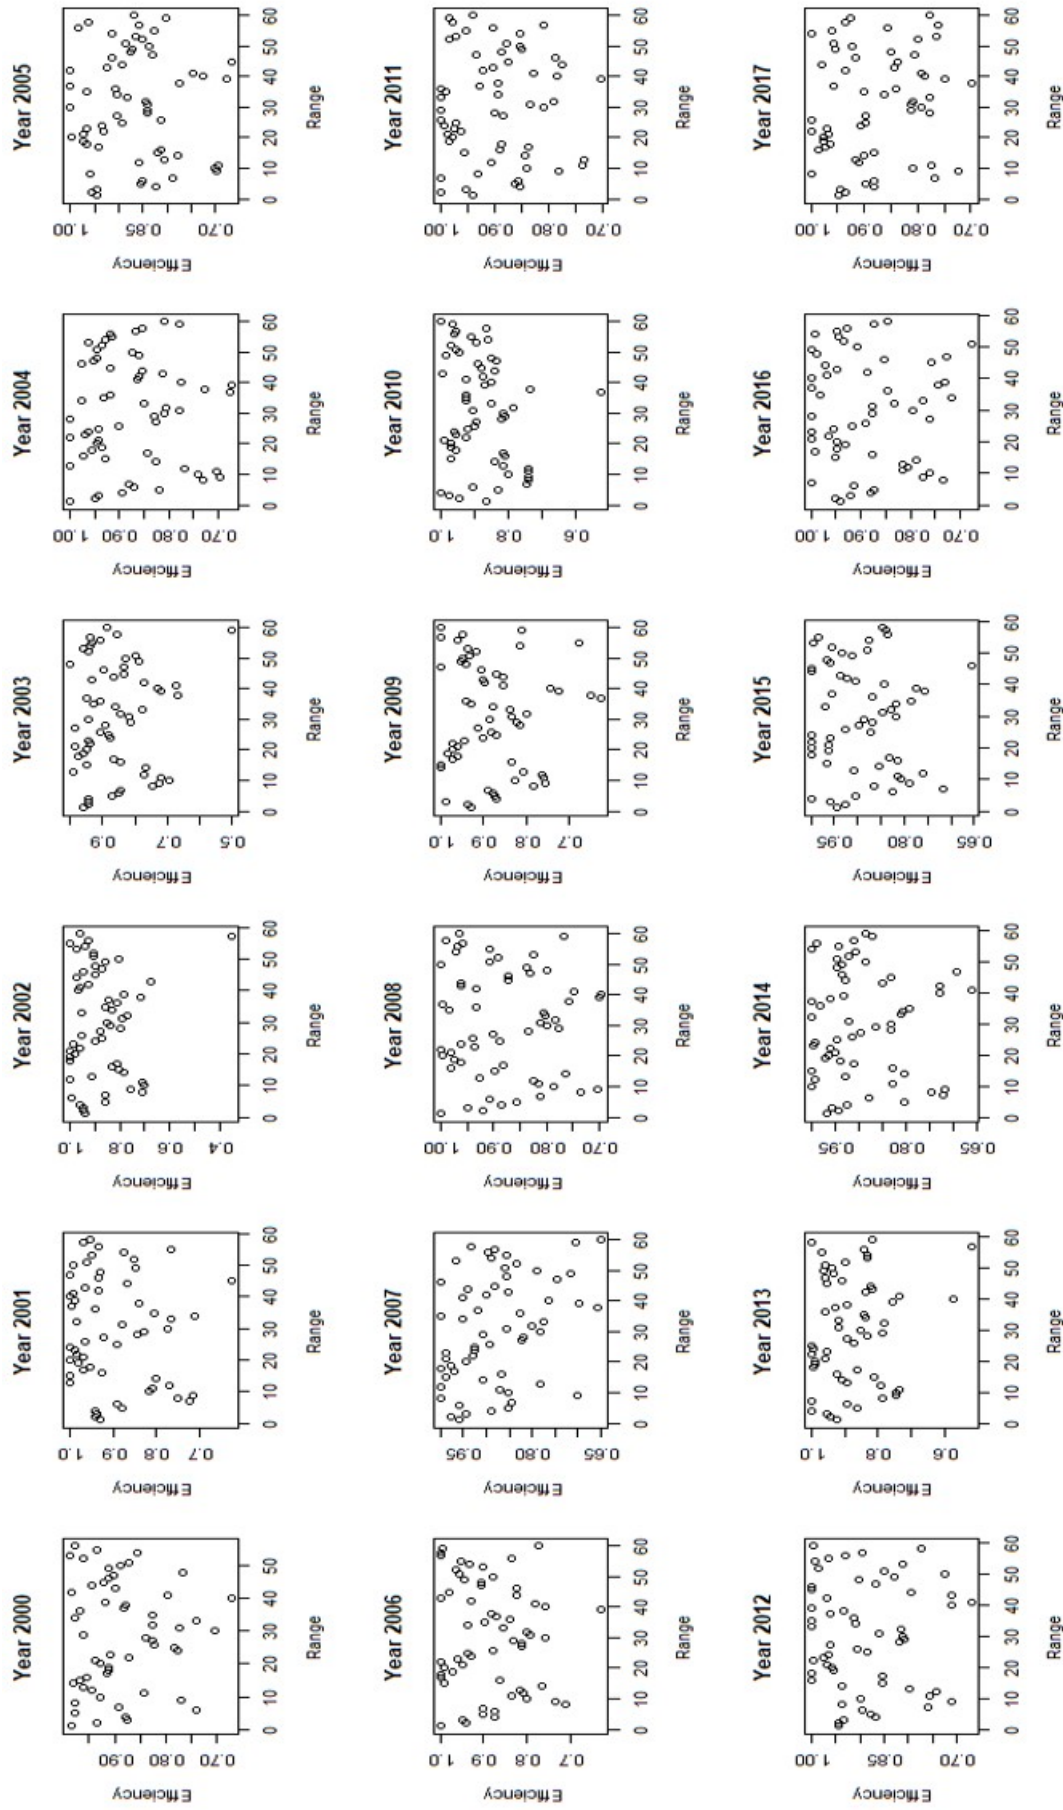 Year 2000
Efficiency
0.70 0.80 0.90
0 10 20 30 40 50
Range
Year 2001
Efficiency
0.7 0.8 0.9 1.0
0 10 20 30 40 50 60
Range
Year 2002
Efficiency
0.4 0.6 0.8 1.0
0 10 20 30 40 50 60
Range
Year 2003
Efficiency
0.5 0.7 0.9
0 10 20 30 40 50 60
Range
Year 2004
Efficiency
0.70 0.80 0.90 1.00
0 10 20 30 40 50 60
Range
Year 2005
Efficiency
0.70 0.85 1.00
0 10 20 30 40 50 60
Range
Year 2006
Efficiency
0.7 0.8 0.9 1.0
0 10 20 30 40 50 60
Range
Year 2007
Efficiency
0.65 0.80 0.95
0 10 20 30 40 50 60
Range
Year 2008
Efficiency
0.70 0.80 0.90 1.00
0 10 20 30 40 50 60
Range
Year 2009
Efficiency
0.7 0.8 0.9 1.0
0 10 20 30 40 50 60
Range
Year 2010
Efficiency
0.6 0.8 1.0
0 10 20 30 40 50 60
Range
Year 2011
Efficiency
0.70 0.80 0.90 1.00
0 10 20 30 40 50 60
Range
Year 2012
Efficiency
0.70 0.85 1.00
0 10 20 30 40 50 60
Range
Year 2013
Efficiency
0.6 0.8 1.0
0 10 20 30 40 50 60
Range
Year 2014
Efficiency
0.65 0.80 0.95
0 10 20 30 40 50 60
Range
Year 2015
Efficiency
0.65 0.80 0.95
0 10 20 30 40 50 60
Range
Year 2016
Efficiency
0.70 0.80 0.90 1.00
0 10 20 30 40 50 60
Range
Year 2017
Efficiency
0.70 0.80 0.90 1.00
0 10 20 30 40 50 60
Range